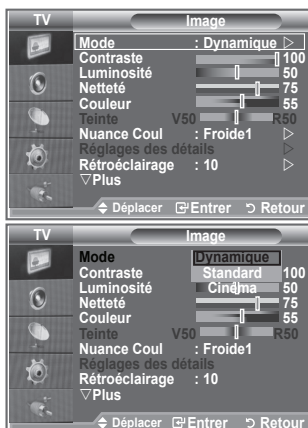 TV Image
Mode : Dynamique
Contraste 100
Luminosité 50
Netteté 75
Couleur 55
Teinte V50 R50
Nuance Coul : Froide1
Réglages des détails
Rétroéclairage : 10
▽Plus
Déplacer Entrer Retour
TV Image
Mode Dynamique
Contraste Standard 100
Luminosité Cinéma 50
Netteté 75
Couleur 55
Teinte V50 R50
Nuance Coul : Froide1
Réglages des détails
Rétroéclairage : 10
▽Plus
Déplacer Entrer Retour